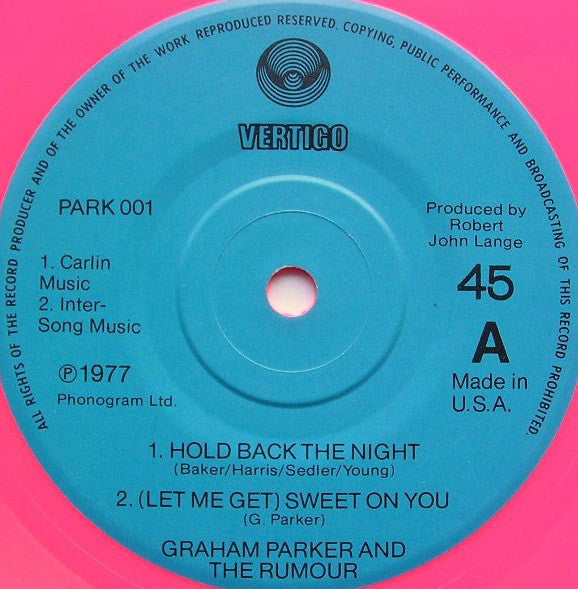 ALL RIGHTS OF THE RECORD PRODUCER AND OF THE OWNER OF THE WORK REPRODUCED RESERVED. COPYING, PUBLIC PERFORMANCE AND BROADCASTING OF THIS RECORD PROHIBITED.
VERTIGO
PARK 001
1. Carlin
Music
2. Inter-
Song Music
℗1977
Phonogram Ltd.
Produced by
Robert
John Lange
45
A
Made in
U.S.A.
1. HOLD BACK THE NIGHT
(Baker/Harris/Sedler/Young)
2. (LET ME GET) SWEET ON YOU
(G. Parker)
GRAHAM PARKER AND
THE RUMOUR